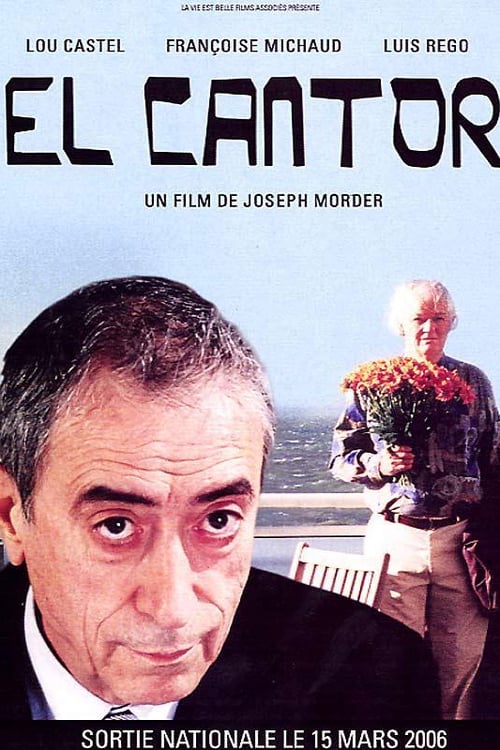 LA VIE EST BELLE FILMS ASSOCIÉS PRÉSENTE
LOU CASTEL FRANÇOISE MICHAUD LUIS REGO
EL CANTOR
UN FILM DE JOSEPH MORDER
SORTIE NATIONALE LE 15 MARS 2006